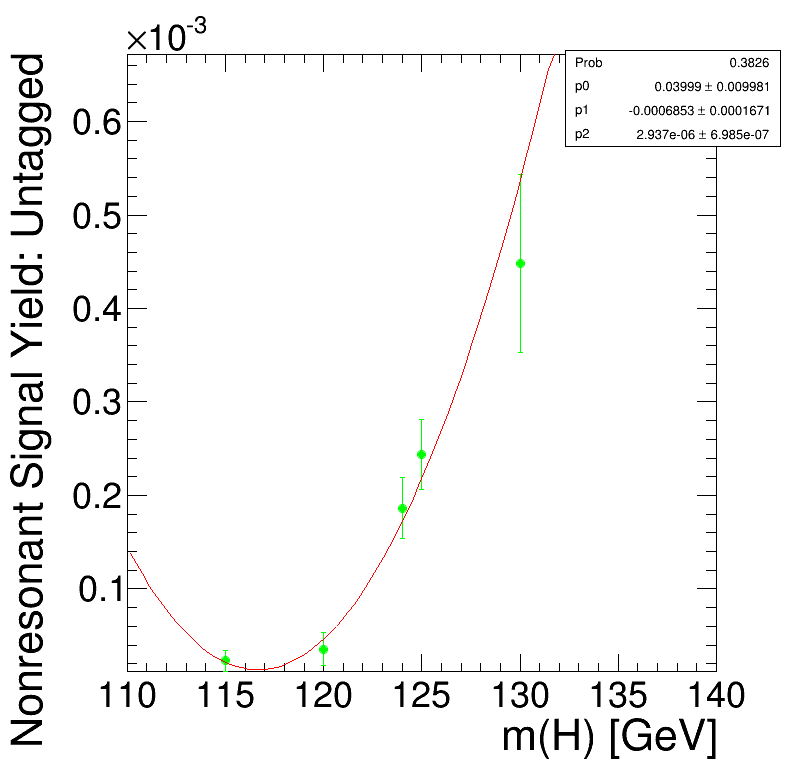 ×10⁻³
Prob 0.3826
p0 0.03999 ± 0.009981
p1 -0.0006853 ± 0.0001671
p2 2.937e-06 ± 6.985e-07
Nonresonant Signal Yield: Untagged
0.6
0.5
0.4
0.3
0.2
0.1
110 115 120 125 130 135 140
m(H) [GeV]